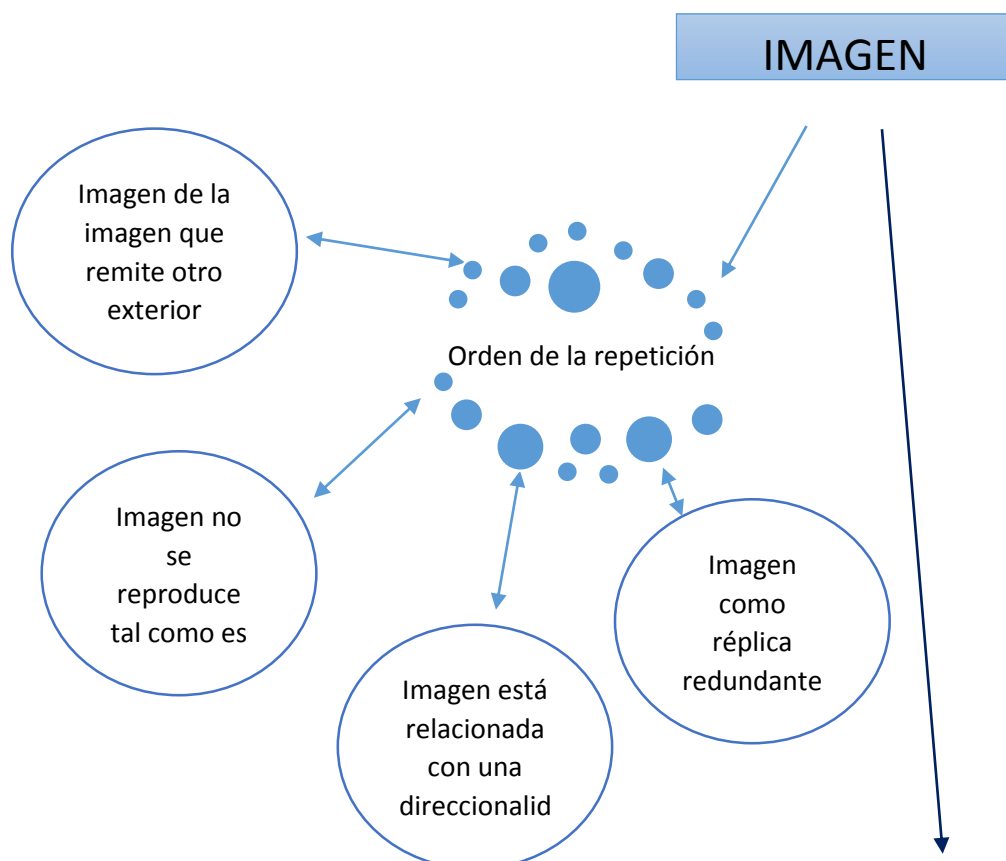 IMAGEN
Imagen de la
imagen que
remite otro
exterior
Orden de la repetición
Imagen no
se
reproduce
tal como es
Imagen
como
réplica
redundante
Imagen está
relacionada
con una
direccionalid